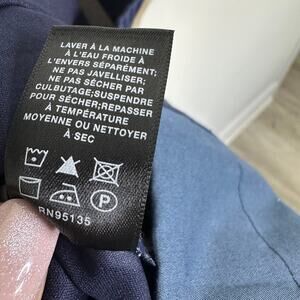 LAVER À LA MACHINE
À L'EAU FROIDE À
L'ENVERS SÉPARÉMENT;
NE PAS JAVELLISER;
NE PAS SÉCHER PAR
CULBUTAGE;SUSPENDRE
POUR SÉCHER;REPASSER
À TEMPÉRATURE
MOYENNE OU NETTOYER
À SEC
P
RN95135